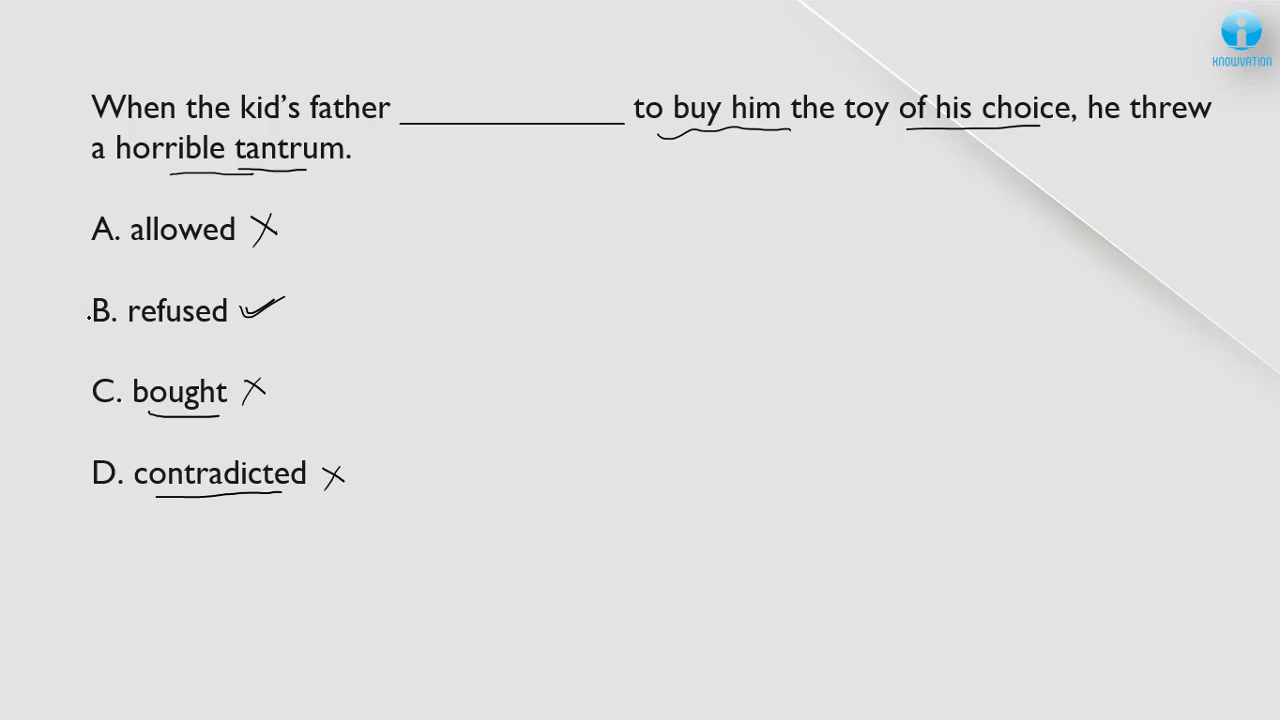 KNOWVATION
When the kid's father ________________ to buy him the toy of his choice, he threw
a horrible tantrum.
A. allowed
B. refused
C. bought
D. contradicted